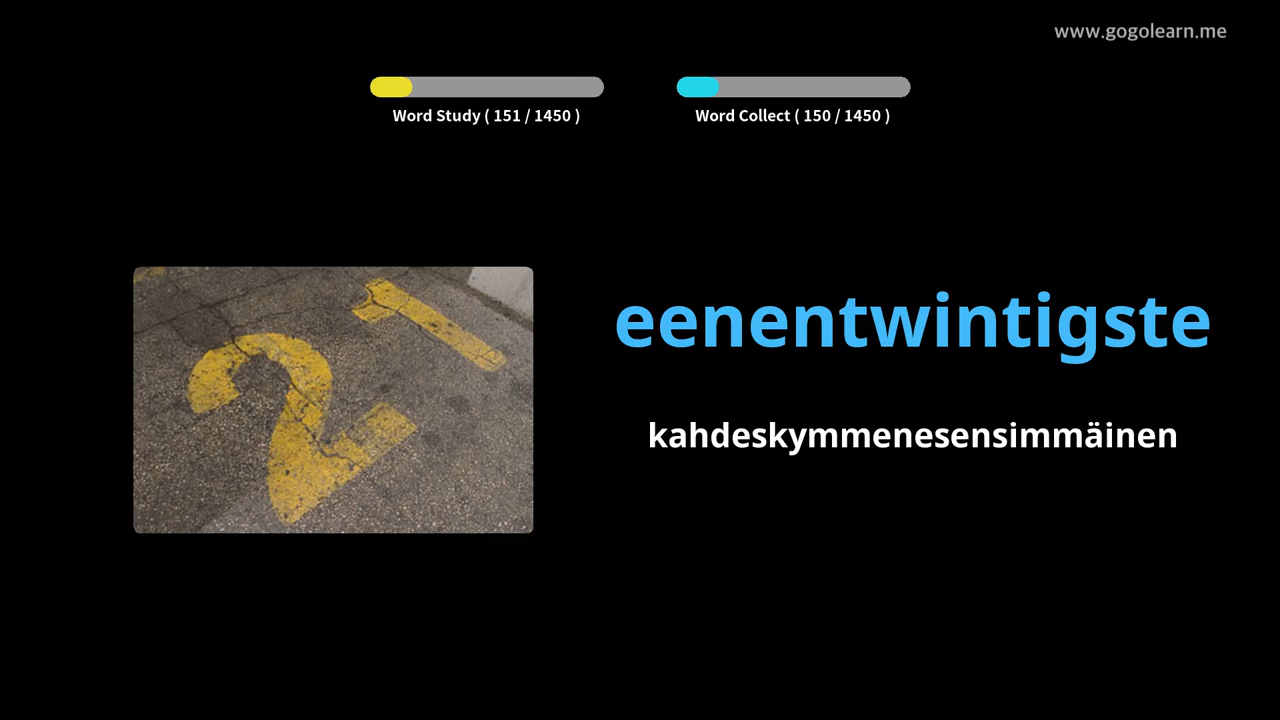 www.gogolearn.me
Word Study ( 151 / 1450 )
Word Collect ( 150 / 1450 )
21
eenentwintigste
kahdeskymmenesensimmäinen